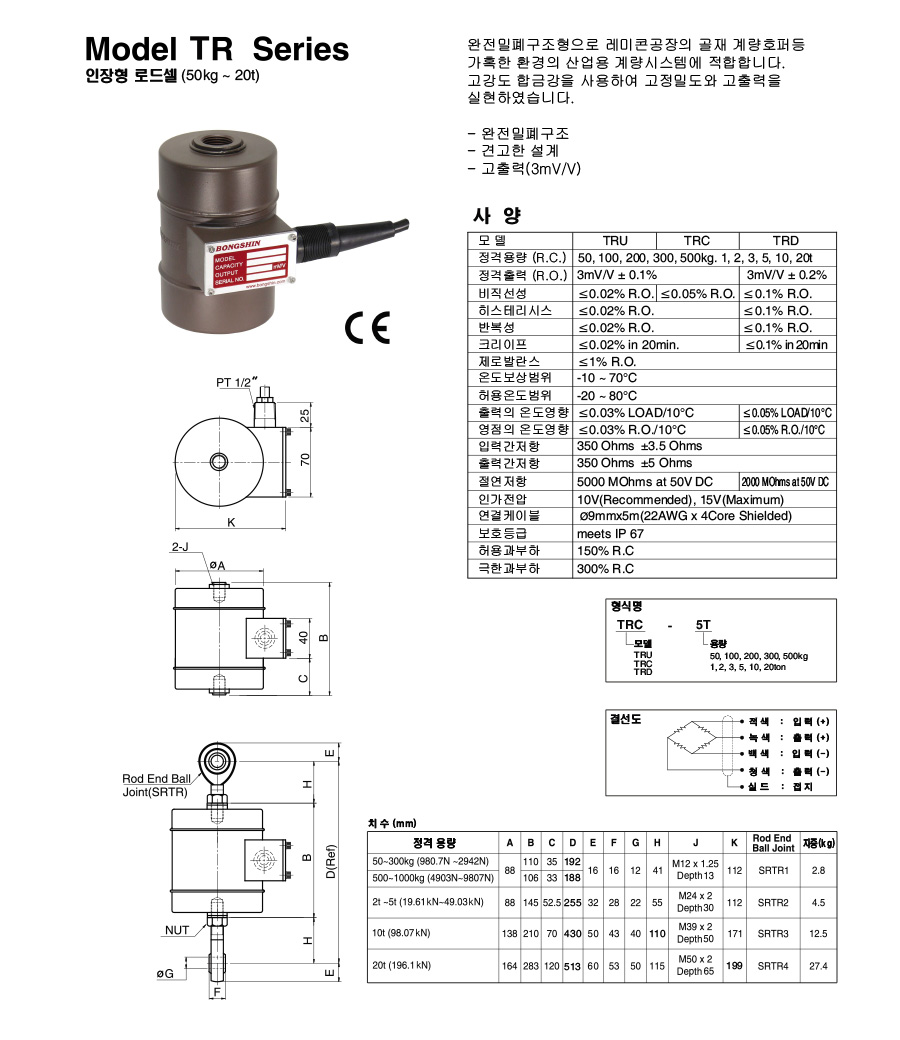 Model TR Series
인장형 로드셀 (50kg ~ 20t)
완전밀폐구조형으로 레미콘공장의 골재 계량호퍼등
가혹한 환경의 산업용 계량시스템에 적합합니다.
고강도 합금강을 사용하여 고정밀도와 고출력을
실현하였습니다.
- 완전밀폐구조
- 견고한 설계
- 고출력(3mV/V)
BONGSHIN
MODEL
CAPACITY
OUTPUT mV/V
SERIAL NO.
www.bongshin.com
CE
사 양
모 델 TRU TRC TRD
정격용량 (R.C.) 50, 100, 200, 300, 500kg. 1, 2, 3, 5, 10, 20t
정격출력 (R.O.) 3mV/V ± 0.1% 3mV/V ± 0.2%
비직선성 ≤0.02% R.O. ≤0.05% R.O. ≤0.1% R.O.
히스테리시스 ≤0.02% R.O. ≤0.1% R.O.
반복성 ≤0.02% R.O. ≤0.1% R.O.
크리이프 ≤0.02% in 20min. ≤0.1% in 20min
제로발란스 ≤1% R.O.
온도보상범위 -10 ~ 70°C
허용온도범위 -20 ~ 80°C
출력의 온도영향 ≤0.03% LOAD/10°C ≤0.05% LOAD/10°C
영점의 온도영향 ≤0.03% R.O./10°C ≤0.05% R.O./10°C
입력간저항 350 Ohms ±3.5 Ohms
출력간저항 350 Ohms ±5 Ohms
절연저항 5000 MOhms at 50V DC 2000 MOhms at 50V DC
인가전압 10V(Recommended), 15V(Maximum)
연결케이블 Ø9mmx5m(22AWG x 4Core Shielded)
보호등급 meets IP 67
허용과부하 150% R.C
극한과부하 300% R.C
PT 1/2"
25
70
K
2-J
øA
40
B
C
형식명
TRC - 5T
모델 용량
TRU 50, 100, 200, 300, 500kg
TRC 1, 2, 3, 5, 10, 20ton
TRD
결선도
적색 : 입력 (+)
녹색 : 출력 (+)
백색 : 입력 (-)
청색 : 출력 (-)
실드 : 접지
E
Rod End Ball
Joint(SRTR)
H
B
D(Ref)
NUT
H
øG
E
F
치 수 (mm)
정격 용량 A B C D E F G H J K Rod End Ball Joint 자중(kg)
50~300kg (980.7N ~2942N) 88 110 35 192 16 16 12 41 M12 x 1.25 Depth 13 112 SRTR1 2.8
500~1000kg (4903N~9807N) 106 33 188
2t ~5t (19.61kN~49.03kN) 88 145 52.5 255 32 28 22 55 M24 x 2 Depth 30 112 SRTR2 4.5
10t (98.07kN) 138 210 70 430 50 43 40 110 M39 x 2 Depth 50 171 SRTR3 12.5
20t (196.1kN) 164 283 120 513 60 53 50 115 M50 x 2 Depth 65 199 SRTR4 27.4